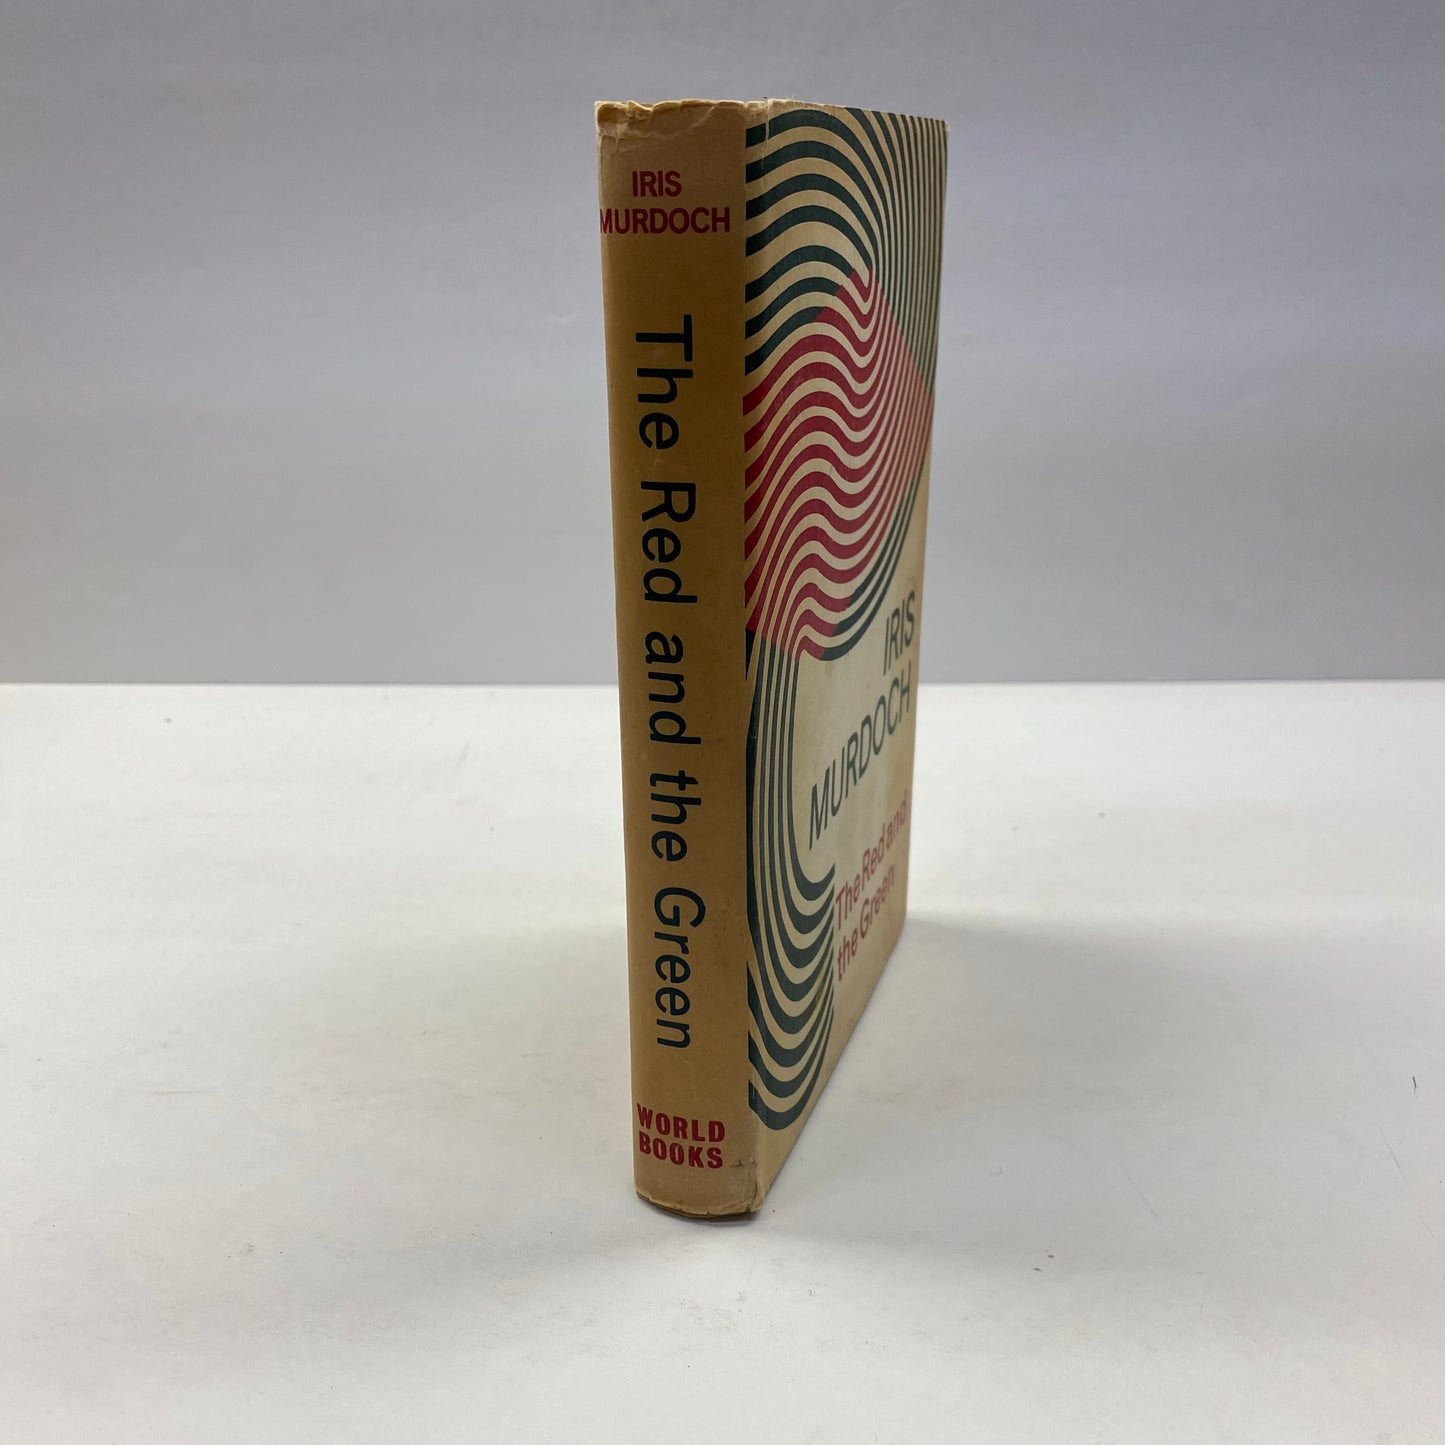 IRIS
MURDOCH
The Red and the Green
WORLD
BOOKS
IRIS
MURDOCH
The Red and
the Green